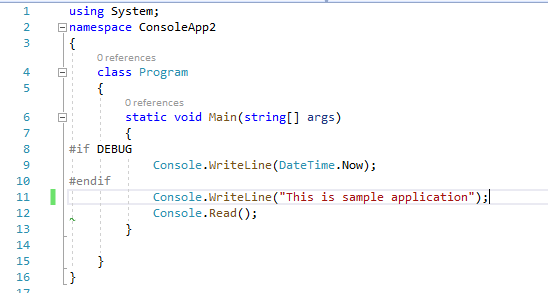 1 using System;
2 namespace ConsoleApp2
3 {
0 references
4 class Program
5 {
0 references
6 static void Main(string[] args)
7 {
8 #if DEBUG
9 Console.WriteLine(DateTime.Now);
10 #endif
11 Console.WriteLine("This is sample application");
12 Console.Read();
13 }
14
15 }
16 }
17